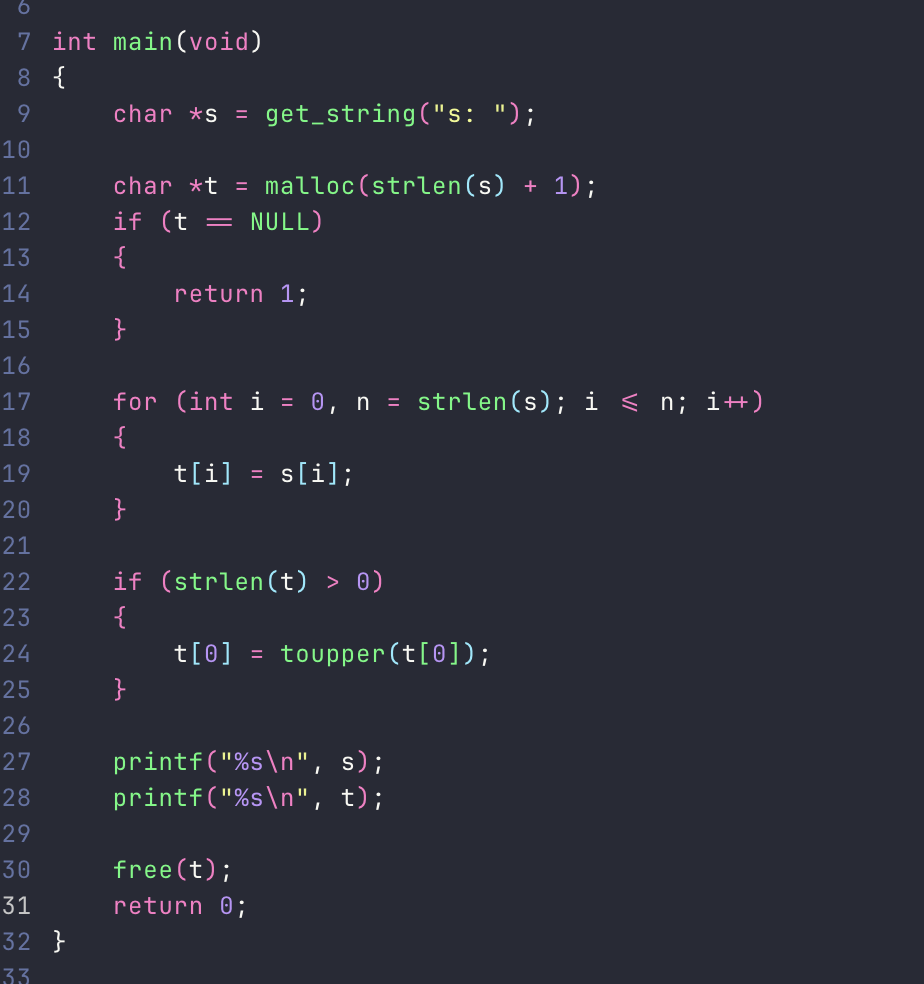 6
7 int main(void)
8 {
9     char *s = get_string("s: ");
10
11     char *t = malloc(strlen(s) + 1);
12     if (t == NULL)
13     {
14         return 1;
15     }
16
17     for (int i = 0, n = strlen(s); i <= n; i++)
18     {
19         t[i] = s[i];
20     }
21
22     if (strlen(t) > 0)
23     {
24         t[0] = toupper(t[0]);
25     }
26
27     printf("%s\n", s);
28     printf("%s\n", t);
29
30     free(t);
31     return 0;
32 }
33